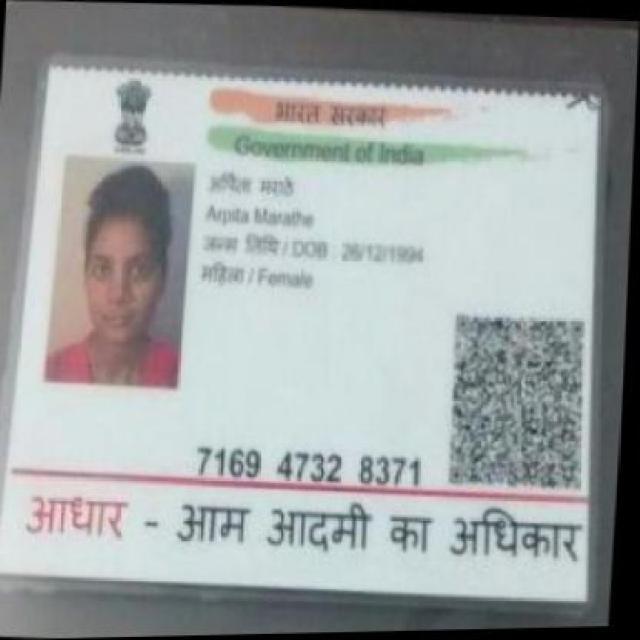 भारत सरकार
Government of India
अर्पिता मराठे
Arpita Marathe
जन्म तिथि / DOB : 26/12/1994
महिला / Female
7169 4732 8371
आधार - आम आदमी का अधिकार